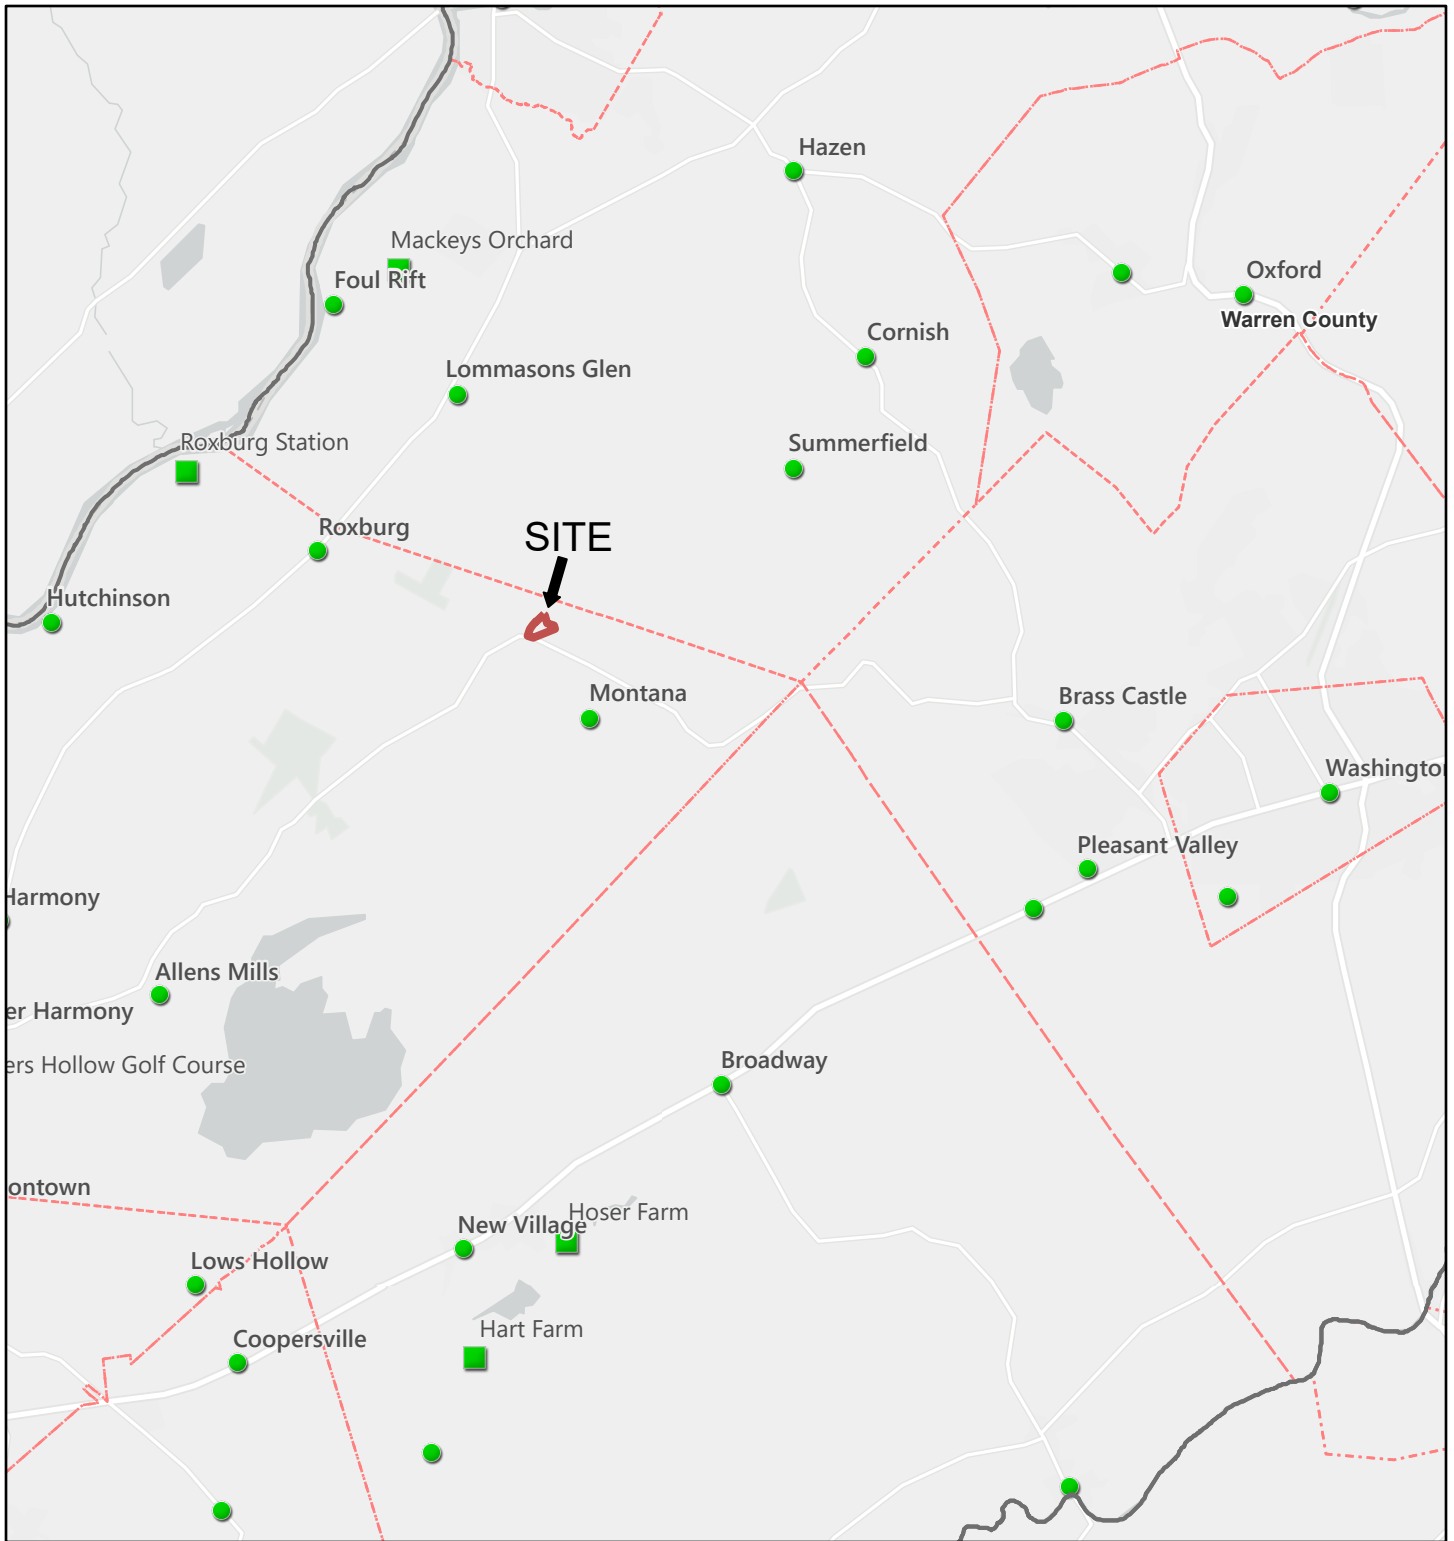 Hazen
Mackeys Orchard
Foul Rift
Oxford
Warren County
Cornish
Lommasons Glen
Roxburg Station
Summerfield
Roxburg
SITE
Hutchinson
Montana
Brass Castle
Washingto
Pleasant Valley
Harmony
Allens Mills
er Harmony
ers Hollow Golf Course
Broadway
ontown
Hoser Farm
New Village
Lows Hollow
Hart Farm
Coopersville